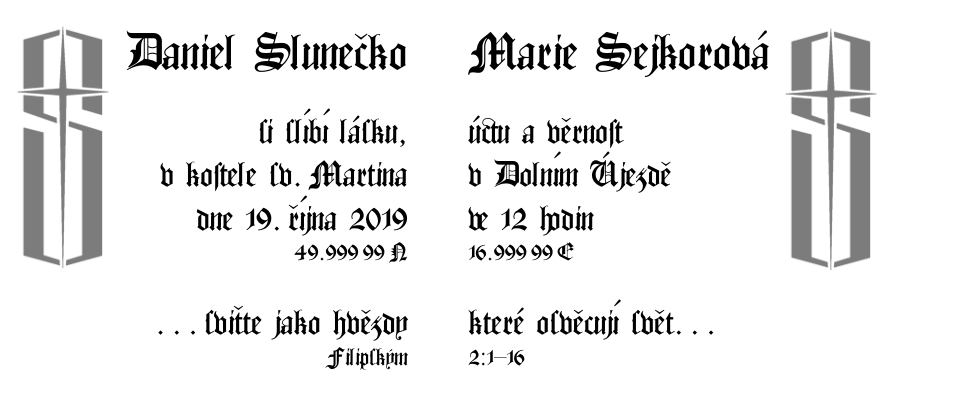 Daniel Slunečko Marie Sejkorová
ſi ſlíbí láſku, úctu a věrnoſt
v koſtele ſv. Martina v Dolním Újezdě
dne 19. října 2019 ve 12 hodin
49.999 99 N 16.999 99 E
...ſviťte jako hvězdy které oſvěcují ſvět...
Filipſkým 2:1–16